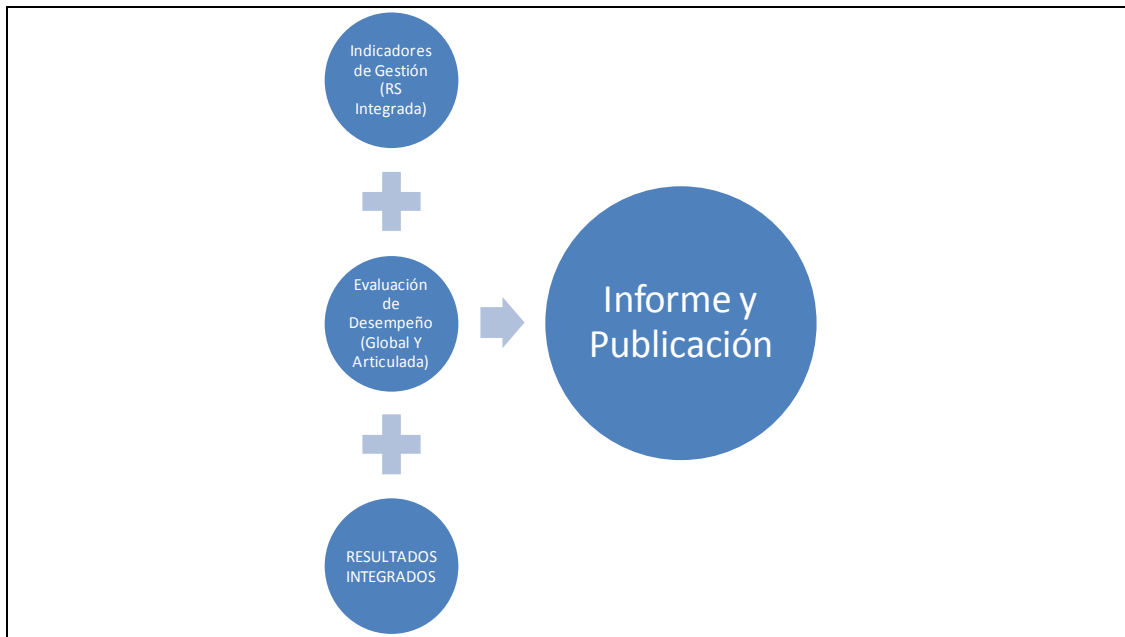 Indicadores
de Gestión
(RS
Integrada)
Evaluación
de
Desempeño
(Global Y
Articulada)
RESULTADOS
INTEGRADOS
Informe y
Publicación